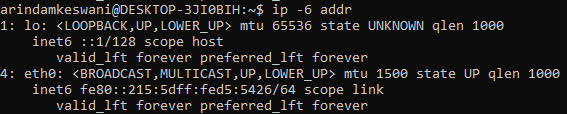 arindamkeswani@DESKTOP-3JI0BIH:~$ ip -6 addr
1: lo: <LOOPBACK,UP,LOWER_UP> mtu 65536 state UNKNOWN qlen 1000
    inet6 ::1/128 scope host
       valid_lft forever preferred_lft forever
4: eth0: <BROADCAST,MULTICAST,UP,LOWER_UP> mtu 1500 state UP qlen 1000
    inet6 fe80::215:5dff:fed5:5426/64 scope link
       valid_lft forever preferred_lft forever